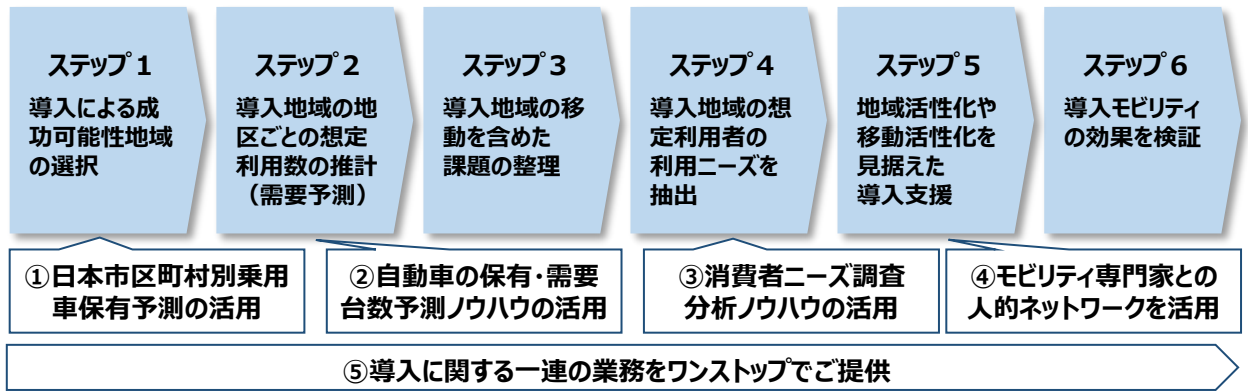 ステップ１
導入による成
功可能性地域
の選択
ステップ２
導入地域の地
区ごとの想定
利用数の推計
（需要予測）
ステップ３
導入地域の移
動を含めた
課題の整理
ステップ４
導入地域の想
定利用者の
利用ニーズを
抽出
ステップ５
地域活性化や
移動活性化を
見据えた
導入支援
ステップ６
導入モビリティ
の効果を検証
①日本市区町村別乗用
車保有予測の活用
②自動車の保有･需要
台数予測ノウハウの活用
③消費者ニーズ調査
分析ノウハウの活用
④モビリティ専門家との
人的ネットワークを活用
⑤導入に関する一連の業務をワンストップでご提供